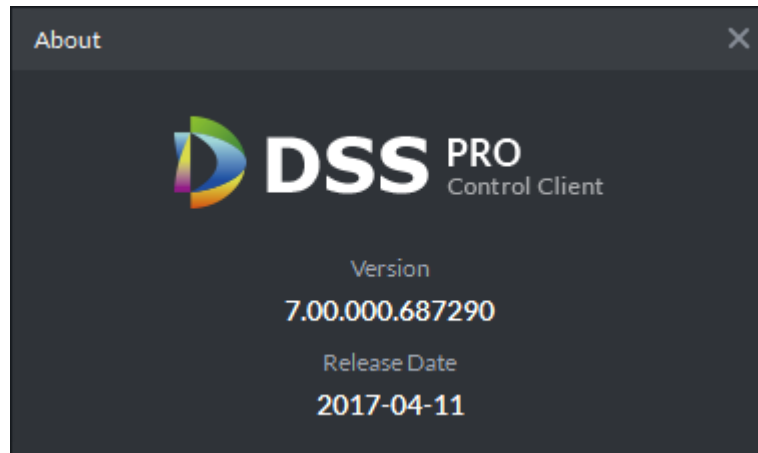 About
DSS PRO
Control Client
Version
7.00.000.687290
Release Date
2017-04-11